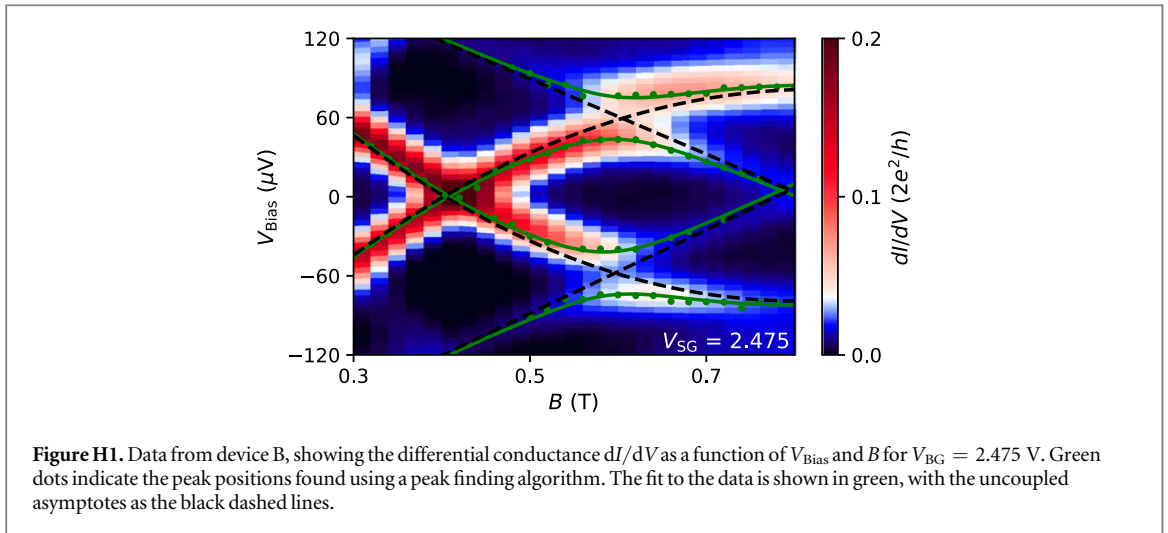 120
60
0
−60
−120
V_Bias (μV)
0.3
0.5
0.7
B (T)
V_SG = 2.475
0.2
0.1
0.0
dI/dV (2e²/h)
Figure H1. Data from device B, showing the differential conductance dI/dV as a function of V_Bias and B for V_BG = 2.475 V. Green
dots indicate the peak positions found using a peak finding algorithm. The fit to the data is shown in green, with the uncoupled
asymptotes as the black dashed lines.